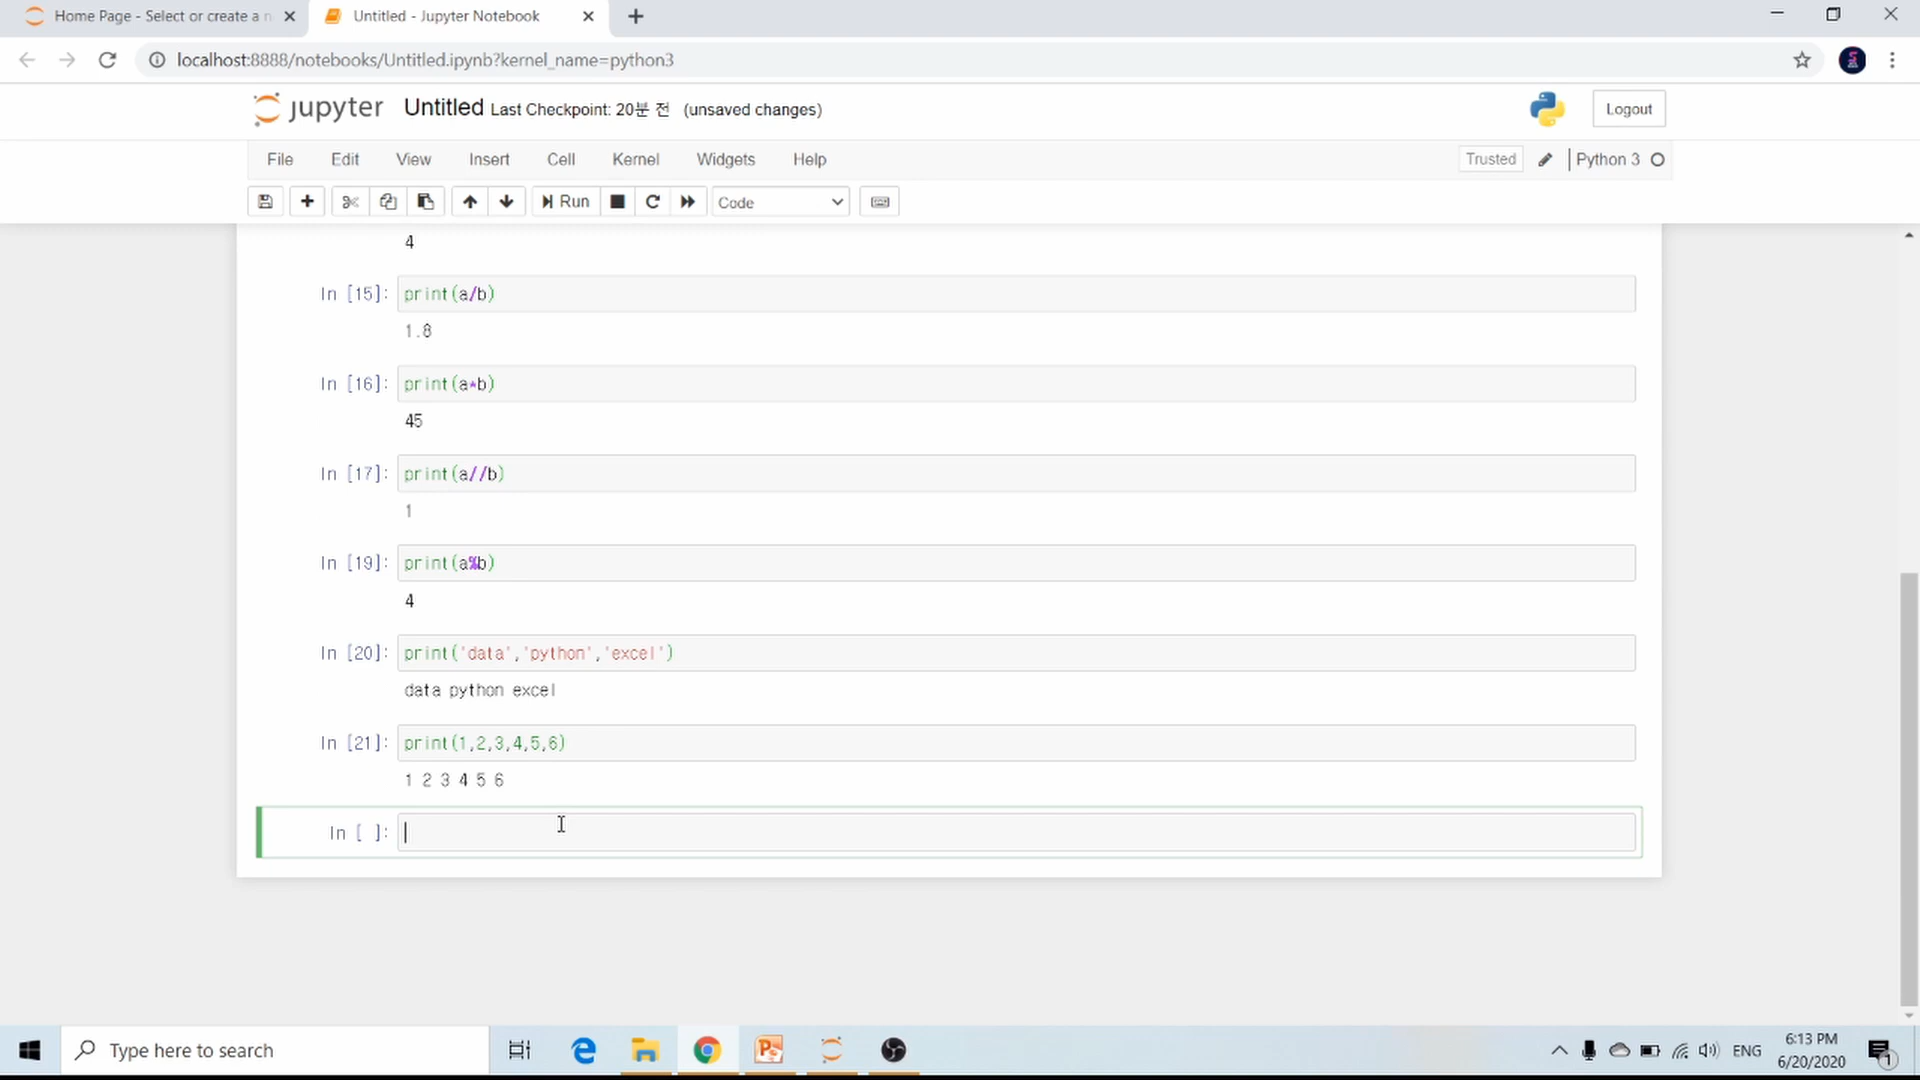 Home Page - Select or create a n
Untitled - Jupyter Notebook
localhost:8888/notebooks/Untitled.ipynb?kernel_name=python3
jupyter Untitled Last Checkpoint: 20분 전 (unsaved changes)
Logout
File Edit View Insert Cell Kernel Widgets Help
Trusted Python 3
Run Code
4
In [15]: print(a/b)
1.8
In [16]: print(a*b)
45
In [17]: print(a//b)
1
In [19]: print(a%b)
4
In [20]: print('data','python','excel')
data python excel
In [21]: print(1,2,3,4,5,6)
1 2 3 4 5 6
In [ ]:
Type here to search
ENG
6:13 PM
6/20/2020
1